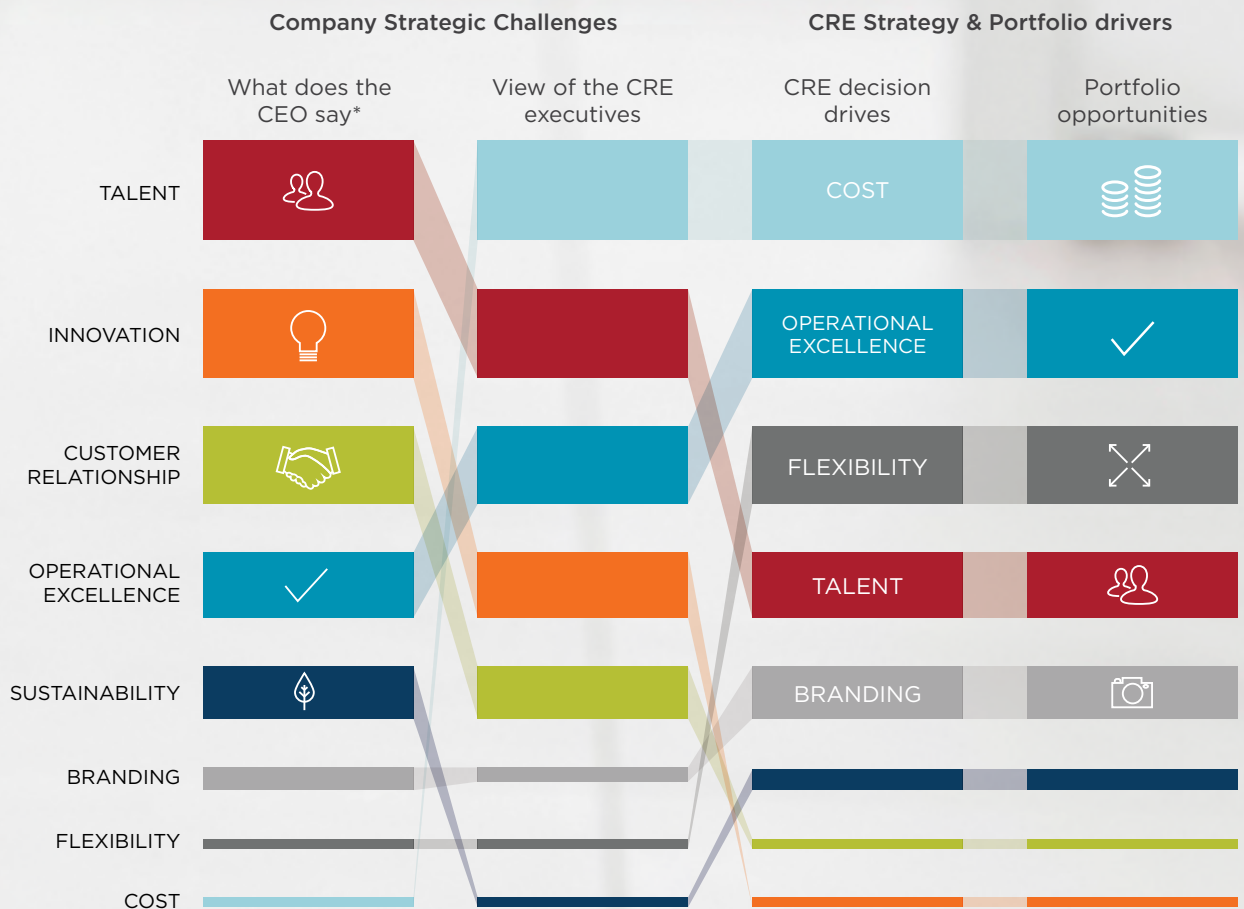 Company Strategic Challenges
CRE Strategy & Portfolio drivers
What does the
CEO say*
View of the CRE
executives
CRE decision
drives
Portfolio
opportunities
TALENT
COST
INNOVATION
OPERATIONAL
EXCELLENCE
CUSTOMER
RELATIONSHIP
FLEXIBILITY
OPERATIONAL
EXCELLENCE
TALENT
SUSTAINABILITY
BRANDING
BRANDING
FLEXIBILITY
COST